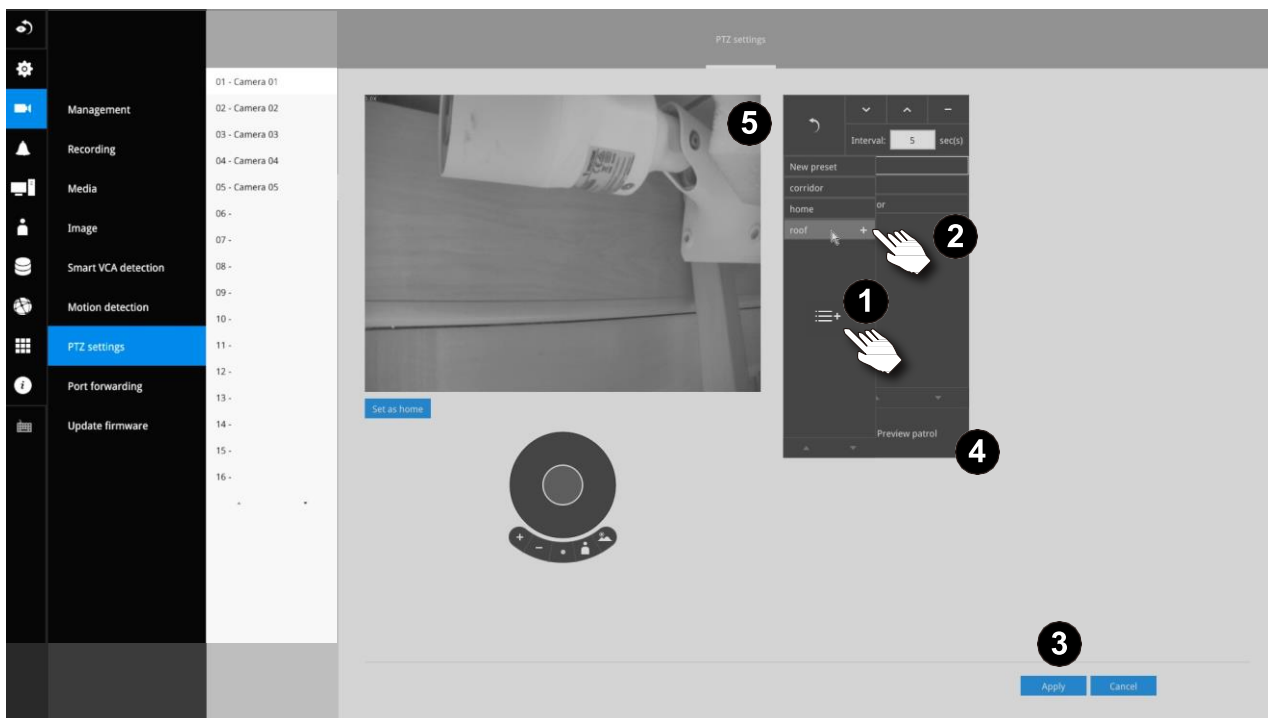 PTZ settings
Management
Recording
Media
Image
Smart VCA detection
Motion detection
PTZ settings
Port forwarding
Update firmware
01 - Camera 01
02 - Camera 02
03 - Camera 03
04 - Camera 04
05 - Camera 05
06 -
07 -
08 -
09 -
10 -
11 -
12 -
13 -
14 -
15 -
16 -
5
Interval: 5 sec(s)
New preset
corridor
home
or
roof +
2
1
Set as home
Preview patrol
4
3
Apply
Cancel